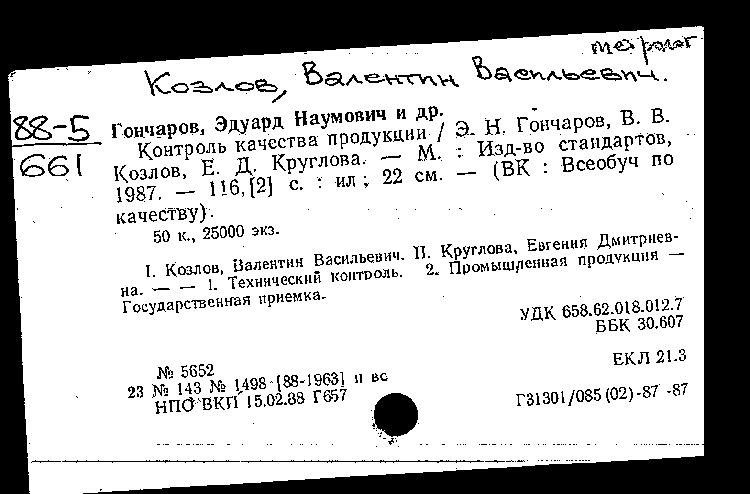 метролог
Козлов, Валентин Васильевич.
88-5
661
Гончаров, Эдуард Наумович и др.
Контроль качества продукции / Э. Н. Гончаров, В. В.
Козлов, Е. Д. Круглова. — М. : Изд-во стандартов,
1987. — 116,[2] с. : ил ; 22 см. — (ВК : Всеобуч по
качеству).
50 к., 25000 экз.
I. Козлов, Валентин Васильевич. II. Круглова, Евгения Дмитриев-
на. — — 1. Технический контроль. 2. Промышленная продукция —
Государственная приемка.
УДК 658.62.018.012.7
ББК 30.607
№ 5652
ЕКЛ 21.3
23 № 143 № 1498 [88-1963] п вс
НПО ВКП 15.02.88 Г657
Г31301/085(02)-87 -87